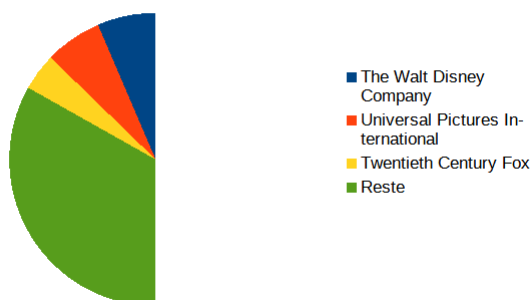 The Walt Disney
Company
Universal Pictures In-
ternational
Twentieth Century Fox
Reste